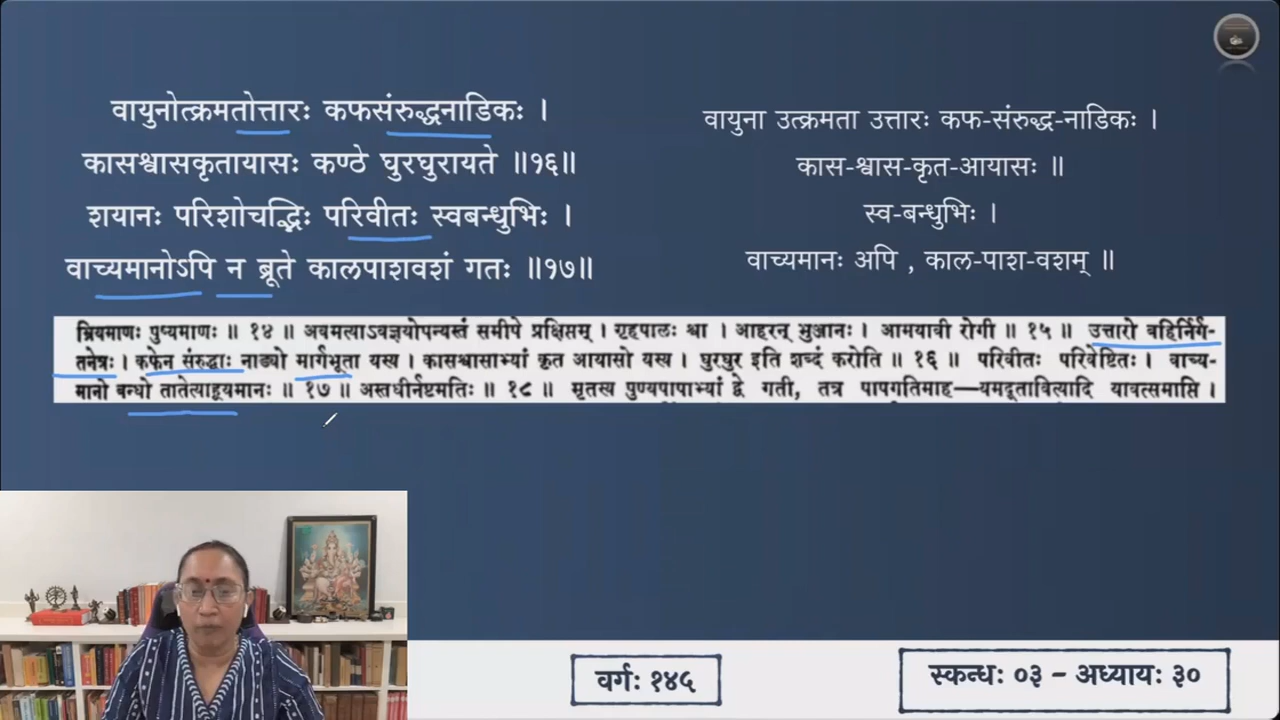 वायुनोत्क्रमतोत्तारः कफसंरुद्धनाडिकः ।
कासश्वासकृतायासः कण्ठे घुरघुरायते ॥१६॥
शयानः परिशोचद्भिः परिवीतः स्वबन्धुभिः ।
वाच्यमानोऽपि न ब्रूते कालपाशवशं गतः ॥१७॥
वायुना उत्क्रमता उत्तारः कफ-संरुद्ध-नाडिकः ।
कास-श्वास-कृत-आयासः ॥
स्व-बन्धुभिः ।
वाच्यमानः अपि , काल-पाश-वशम् ॥
म्रियमाणः पुष्यमाणः ॥ १४ ॥ अवमत्याऽवज्ञयोपन्यस्तं समीपे प्रक्षिप्तम् । गृहपालः श्वा । आहरन् भुञ्जानः । आमयावी रोगी ॥ १५ ॥ उत्तारो बहिर्निर्ग-
तनेत्रः । कफेन संरुद्धाः नाड्यो मार्गभूता यस्य । कासश्वासाभ्यां कृत आयासो यस्य । घुरघुर इति शब्दं करोति ॥ १६ ॥ परिवीतः परिवेष्टितः । वाच्य-
मानो बन्धो तातेत्याहूयमानः ॥ १७ ॥ अस्तधीर्नष्टमतिः ॥ १८ ॥ मृतस्य पुण्यपापाभ्यां द्वे गती, तत्र पापगतिमाह—यमदूतावित्यादि यावत्समाप्ति ।
वर्गः १४५
स्कन्धः ०३ – अध्यायः ३०